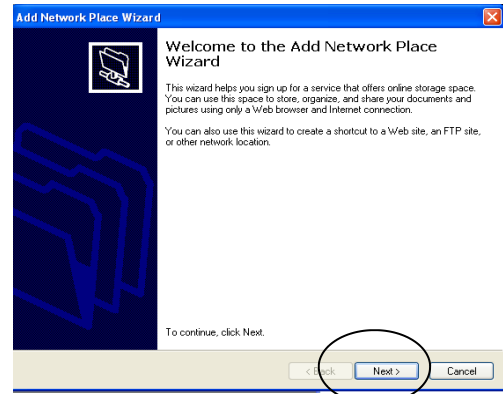 Add Network Place Wizard
Welcome to the Add Network Place
Wizard
This wizard helps you sign up for a service that offers online storage space.
You can use this space to store, organize, and share your documents and
pictures using only a Web browser and Internet connection.
You can also use this wizard to create a shortcut to a Web site, an FTP site,
or other network location.
To continue, click Next.
< Back Next > Cancel